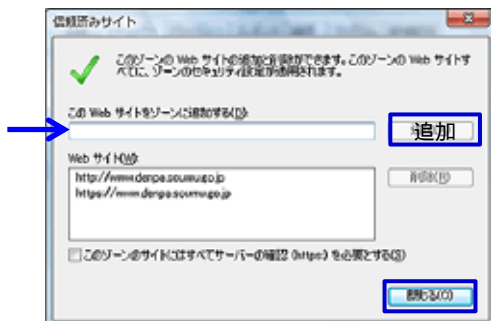 信頼済みサイト
このゾーンの Web サイトの追加と削除ができます。このゾーンの Web サイトす
べてに、ゾーンのセキュリティ設定が適用されます。
この Web サイトをゾーンに追加する(D):
追加
Web サイト(W):
http://www.denpa.soumu.go.jp
https://www.denpa.soumu.go.jp
削除(R)
このゾーンのサイトにはすべてサーバーの確認 (https:) を必要とする(S)
閉じる(C)